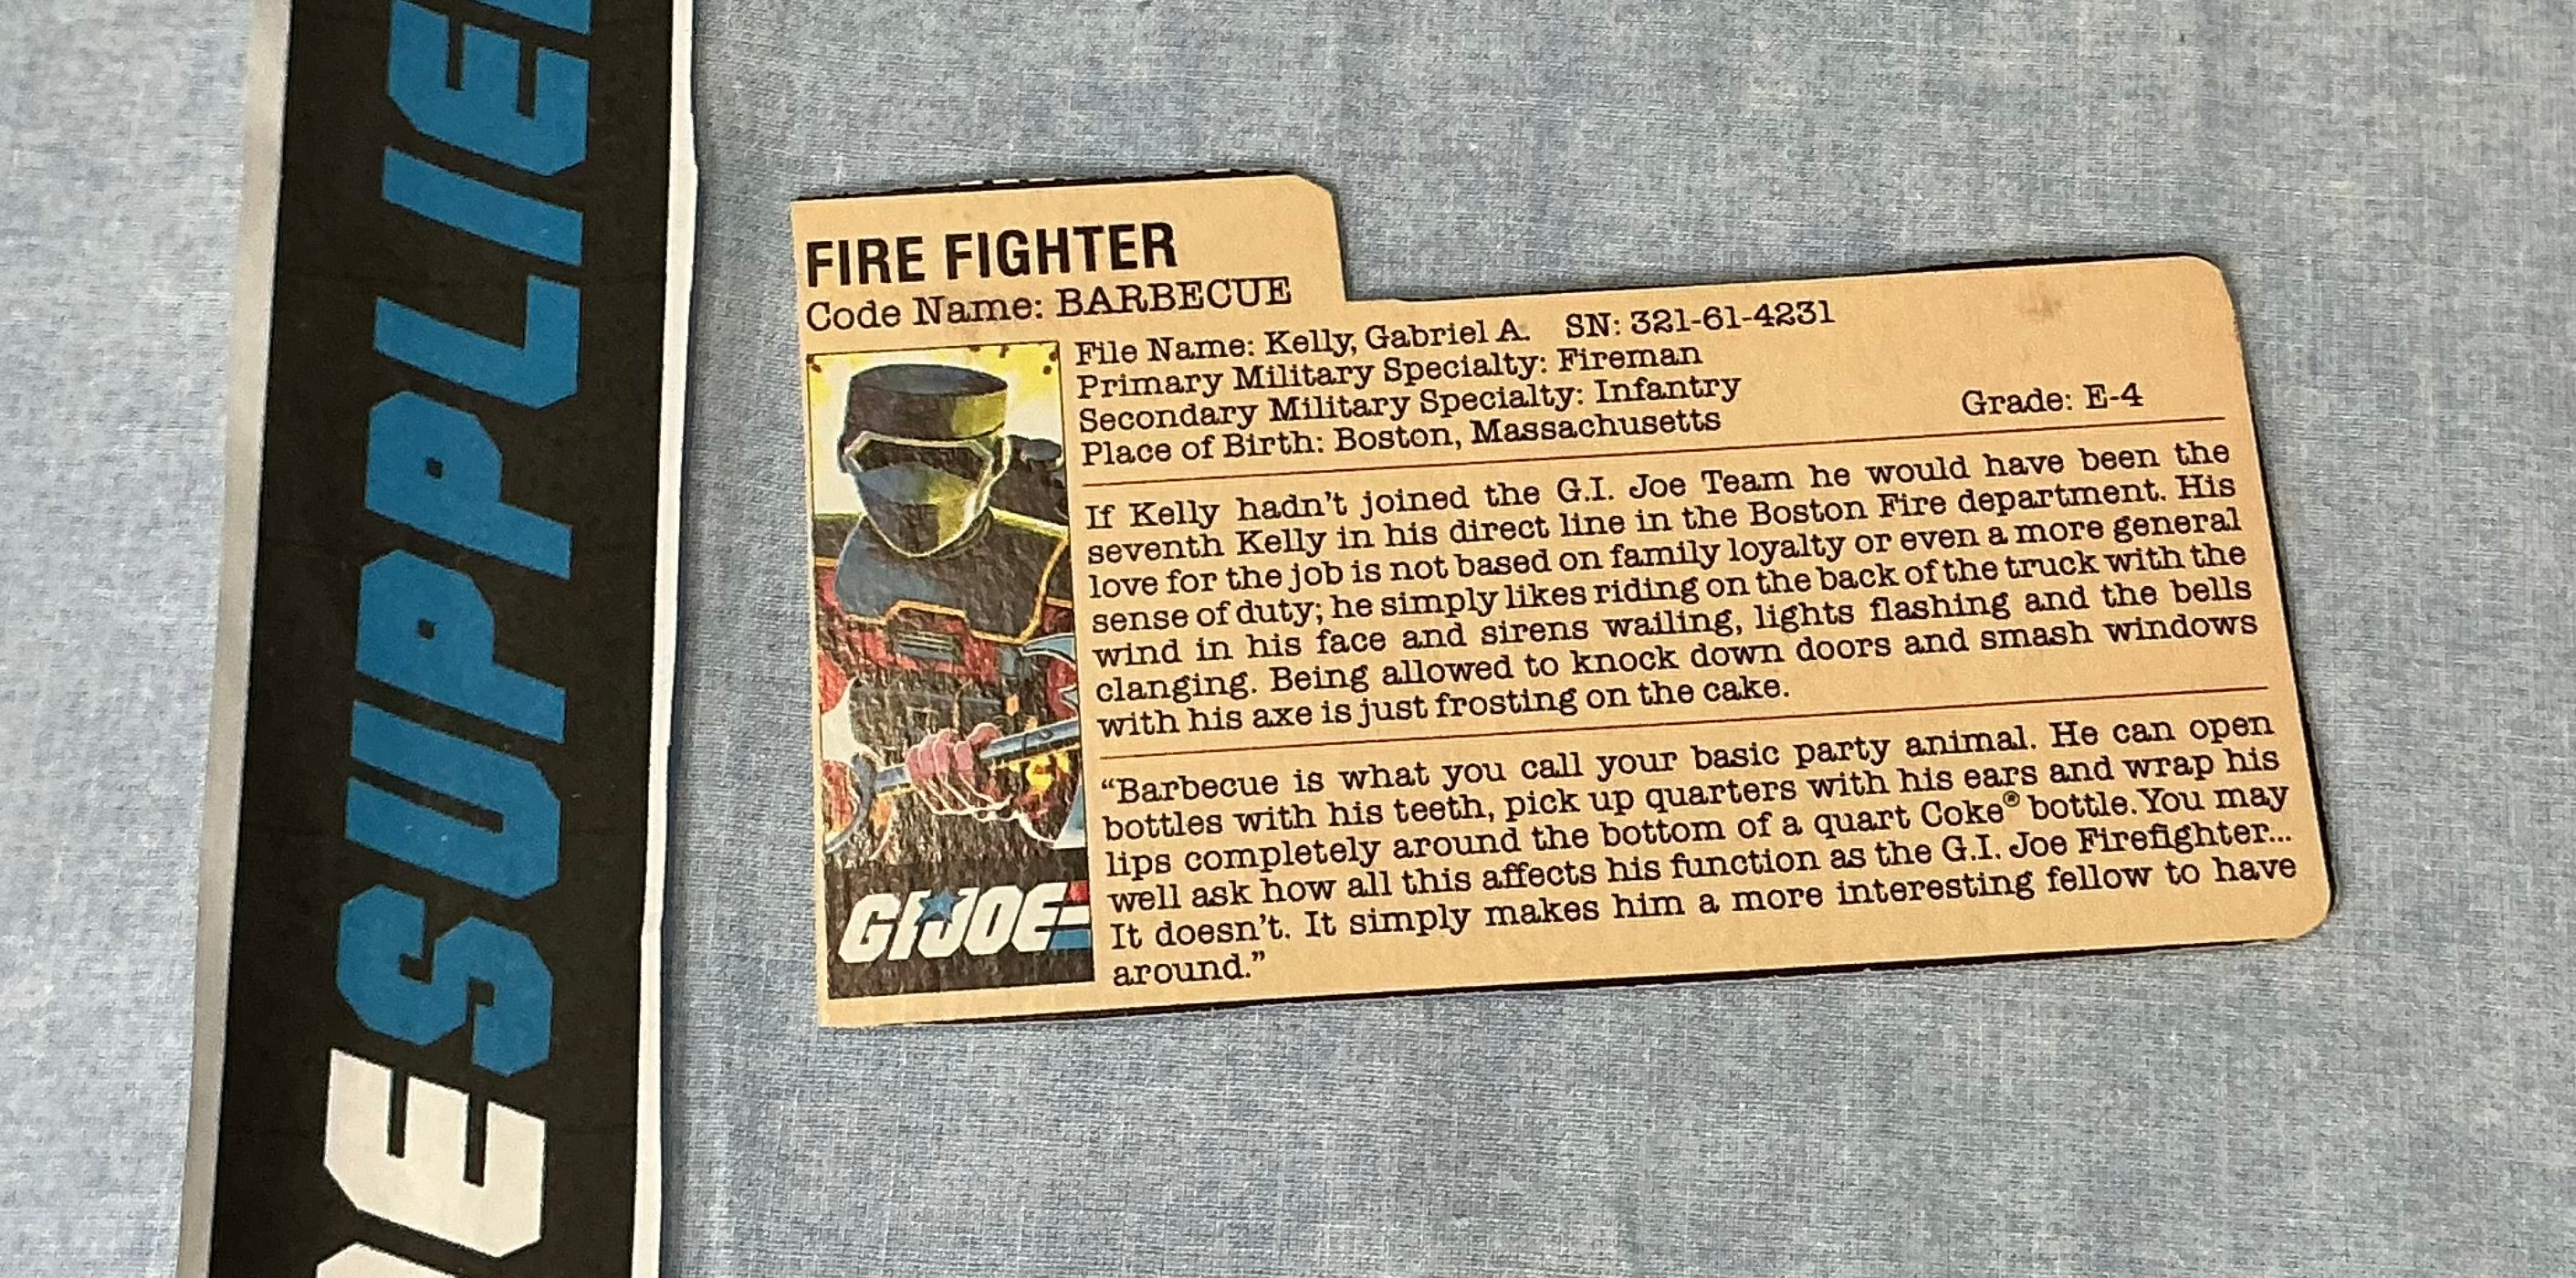 SUPPLIE
FIRE FIGHTER
Code Name: BARBECUE
File Name: Kelly, Gabriel A. SN: 321-61-4231
Primary Military Specialty: Fireman
Secondary Military Specialty: Infantry
Place of Birth: Boston, Massachusetts Grade: E-4
If Kelly hadn't joined the G.I. Joe Team he would have been the
seventh Kelly in his direct line in the Boston Fire department. His
love for the job is not based on family loyalty or even a more general
sense of duty; he simply likes riding on the back of the truck with the
wind in his face and sirens wailing, lights flashing and the bells
clanging. Being allowed to knock down doors and smash windows
with his axe is just frosting on the cake.
“Barbecue is what you call your basic party animal. He can open
bottles with his teeth, pick up quarters with his ears and wrap his
lips completely around the bottom of a quart Coke® bottle. You may
well ask how all this affects his function as the G.I. Joe Firefighter...
It doesn't. It simply makes him a more interesting fellow to have
around.”
GI JOE